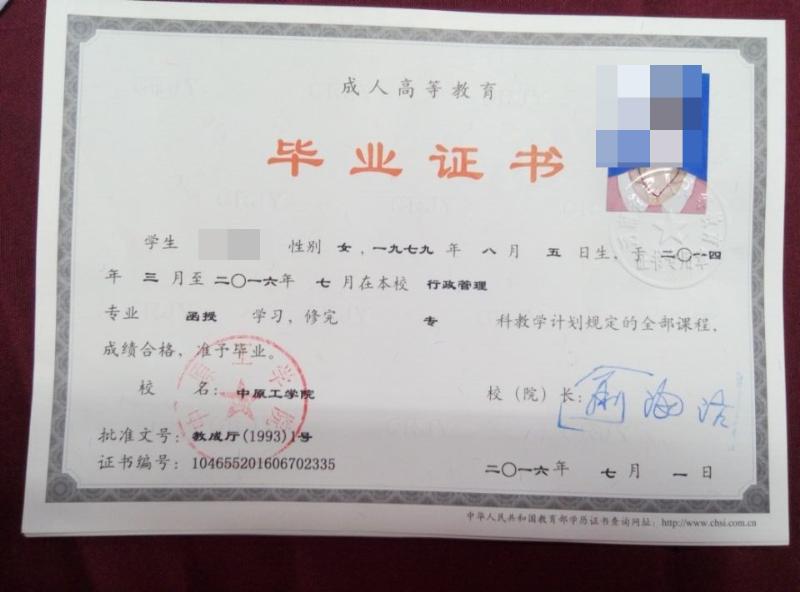 成人高等教育
毕业证书
学生 性别 女，一九七九 年 八 月 五 日生，于 二〇一四
年 三 月至 二〇一六年 七 月在本校 行政管理
专业 函授 学习，修完 专 科教学计划规定的全部课程，
成绩合格，准予毕业。
校 名：中原工学院 校（院）长：
批准文号：教成厅(1993)1号
证书编号：104655201606702335 二〇一六年 七 月 一 日
中华人民共和国教育部学历证书查询网址：http://www.chsi.com.cn
中原工学院